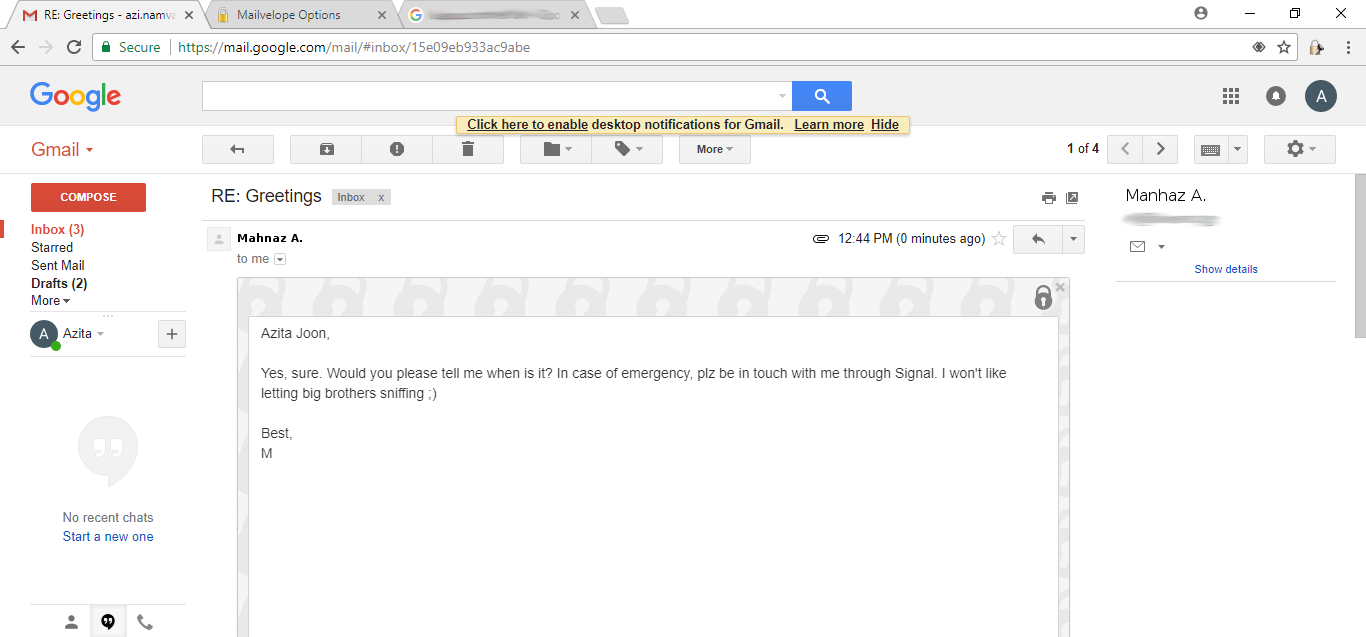 RE: Greetings - azi.namva
Mailvelope Options
Secure
https://mail.google.com/mail/#inbox/15e09eb933ac9abe
Google
A
Click here to enable desktop notifications for Gmail. Learn more Hide
Gmail
More
1 of 4
COMPOSE
Inbox (3)
Starred
Sent Mail
Drafts (2)
More
A Azita
No recent chats
Start a new one
RE: Greetings Inbox x
Mahnaz A.
12:44 PM (0 minutes ago)
to me
Azita Joon,
Yes, sure. Would you please tell me when is it? In case of emergency, plz be in touch with me through Signal. I won't like
letting big brothers sniffing ;)
Best,
M
Manhaz A.
Show details